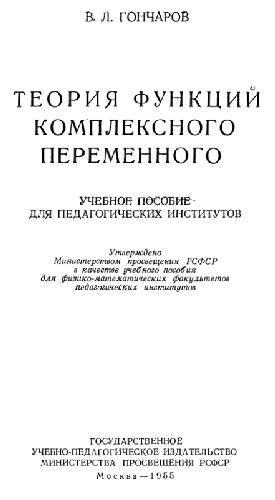 В. Л. ГОНЧАРОВ
ТЕОРИЯ ФУНКЦИЙ
КОМПЛЕКСНОГО
ПЕРЕМЕННОГО
УЧЕБНОЕ ПОСОБИЕ
ДЛЯ ПЕДАГОГИЧЕСКИХ ИНСТИТУТОВ
Утверждено
Министерством просвещения РСФСР
в качестве учебного пособия
для физико-математических факультетов
педагогических институтов
ГОСУДАРСТВЕННОЕ
УЧЕБНО-ПЕДАГОГИЧЕСКОЕ ИЗДАТЕЛЬСТВО
МИНИСТЕРСТВА ПРОСВЕЩЕНИЯ РСФСР
Москва—1955